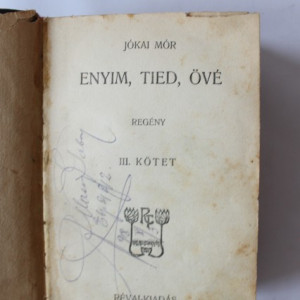 JÓKAI MÓR
ENYIM, TIED, ÖVÉ
REGÉNY
III. KÖTET
RÉVAI-KIADÁS